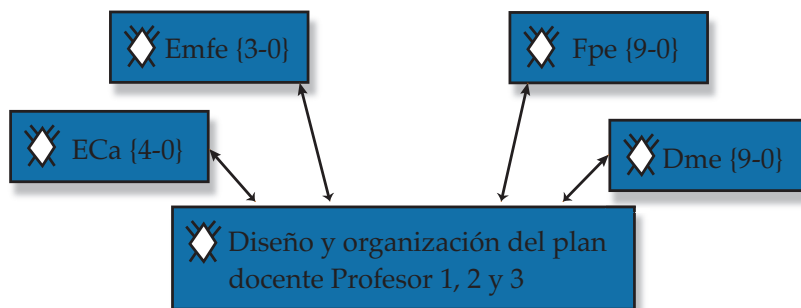 Emfe {3-0}
Fpe {9-0}
ECa {4-0}
Dme {9-0}
Diseño y organización del plan
docente Profesor 1, 2 y 3